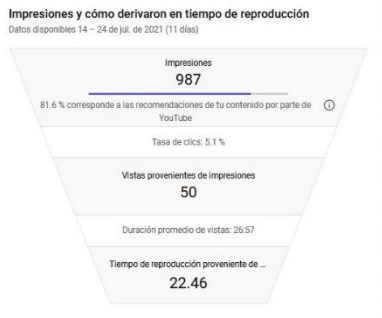 Impresiones y cómo derivaron en tiempo de reproducción
Datos disponibles 14 – 24 de jul. de 2021 (11 días)
Impresiones
987
81.6 % corresponde a las recomendaciones de tu contenido por parte de
YouTube
Tasa de clics: 5.1 %
Vistas provenientes de impresiones
50
Duración promedio de vistas: 26:57
Tiempo de reproducción proveniente de ...
22.46